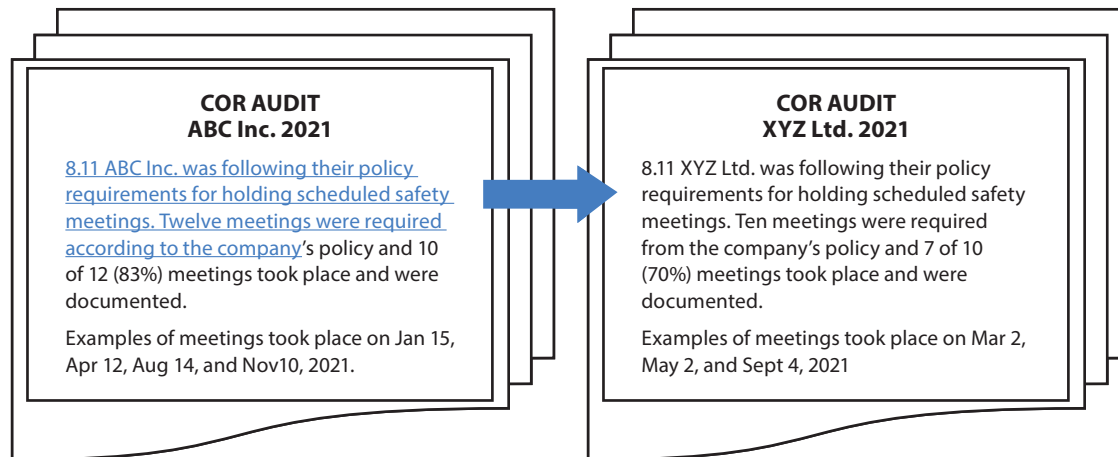 COR AUDIT
ABC Inc. 2021
8.11 ABC Inc. was following their policy
requirements for holding scheduled safety
meetings. Twelve meetings were required
according to the company’s policy and 10
of 12 (83%) meetings took place and were
documented.
Examples of meetings took place on Jan 15,
Apr 12, Aug 14, and Nov10, 2021.
COR AUDIT
XYZ Ltd. 2021
8.11 XYZ Ltd. was following their policy
requirements for holding scheduled safety
meetings. Ten meetings were required
from the company’s policy and 7 of 10
(70%) meetings took place and were
documented.
Examples of meetings took place on Mar 2,
May 2, and Sept 4, 2021